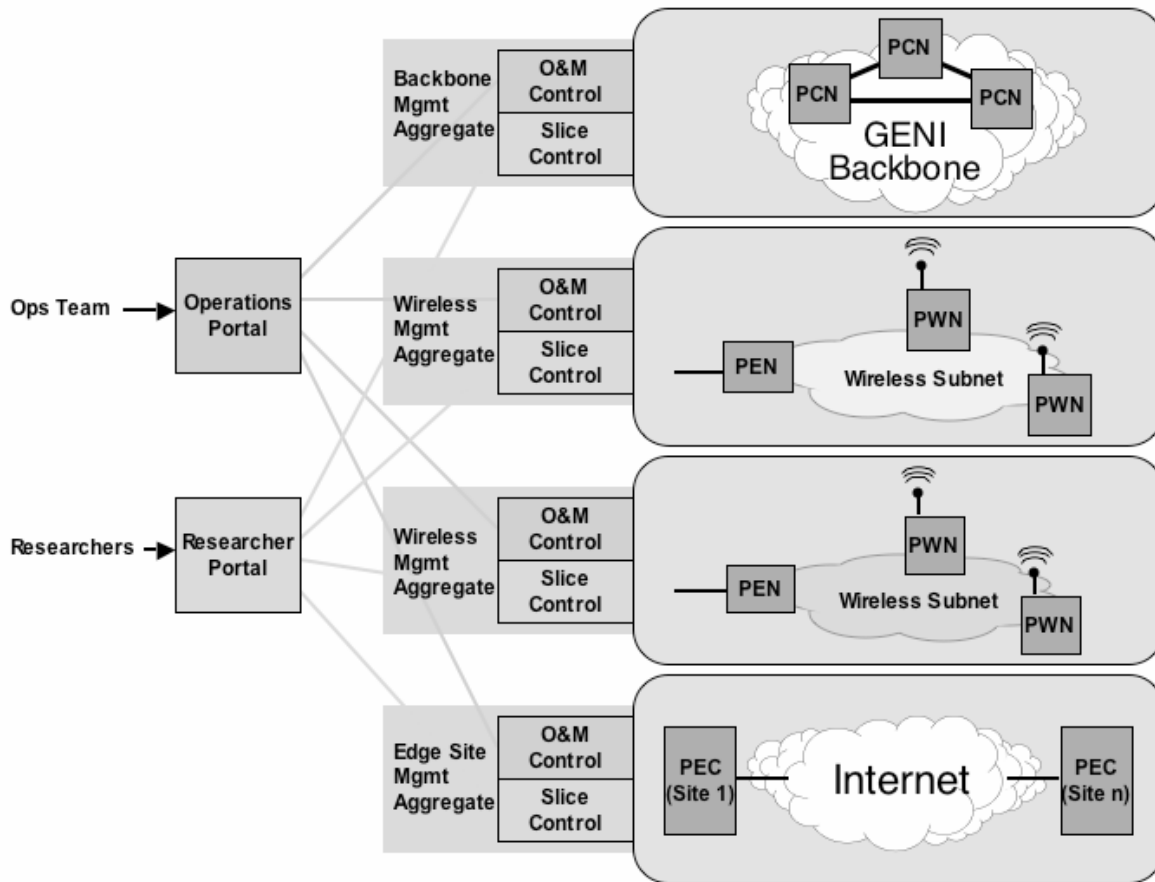 Backbone
Mgmt
Aggregate
O&M
Control
Slice
Control
PCN
PCN
PCN
GENI
Backbone
Ops Team
Operations
Portal
Wireless
Mgmt
Aggregate
O&M
Control
Slice
Control
PWN
PEN
Wireless Subnet
PWN
Researchers
Researcher
Portal
Wireless
Mgmt
Aggregate
O&M
Control
Slice
Control
PWN
PEN
Wireless Subnet
PWN
Edge Site
Mgmt
Aggregate
O&M
Control
Slice
Control
PEC
(Site 1)
Internet
PEC
(Site n)